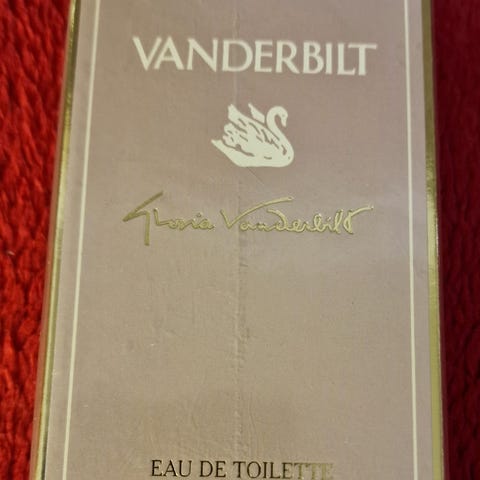 VANDERBILT
Gloria Vanderbilt
EAU DE TOILETTE